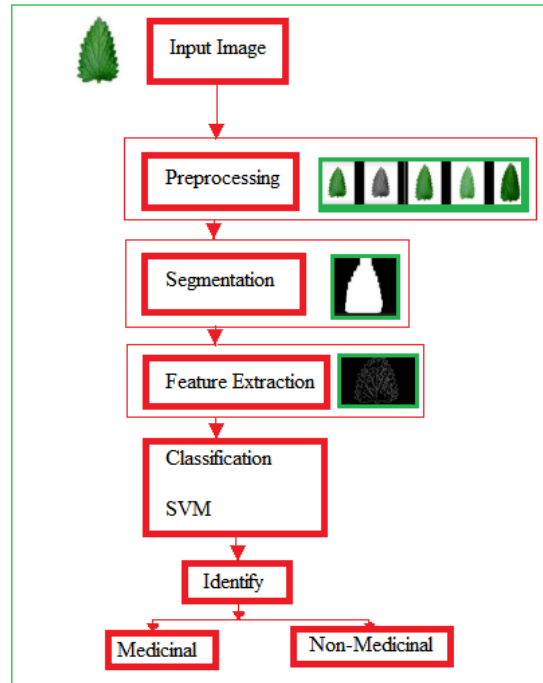 Input Image
Preprocessing
Segmentation
Feature Extraction
Classification
SVM
Identify
Medicinal
Non-Medicinal